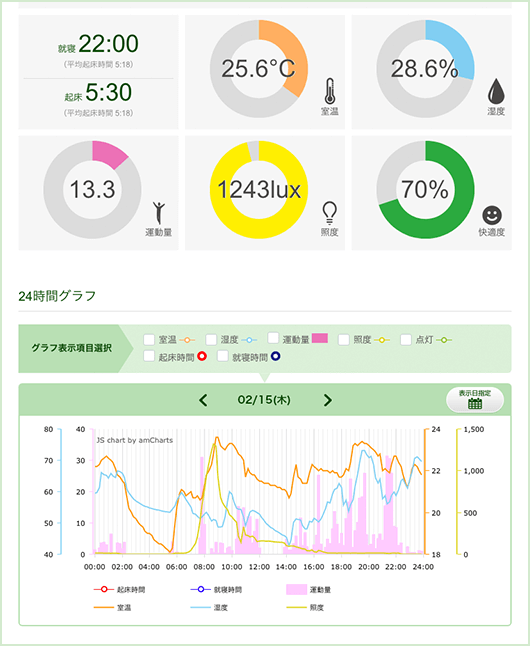 就寝 22:00
(平均起床時間 5:18)
起床 5:30
(平均起床時間 5:18)
25.6°C
室温
28.6%
湿度
13.3
運動量
1243lux
照度
70%
快適度
24時間グラフ
グラフ表示項目選択
室温 湿度 運動量 照度 点灯
起床時間 就寝時間
02/15(木)
表示日指定
80 40 24 1,500
JS chart by amCharts
70 30 22 1,000
60 20
50 10 20 500
40 0 18 0
00:00 02:00 04:00 06:00 08:00 10:00 12:00 14:00 16:00 18:00 20:00 22:00 24:00
起床時間 就寝時間 運動量
室温 湿度 照度